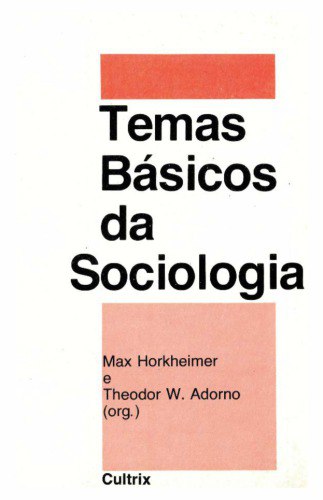 Temas
Básicos
da
Sociologia
Max Horkheimer
e
Theodor W. Adorno
(org.)
Cultrix